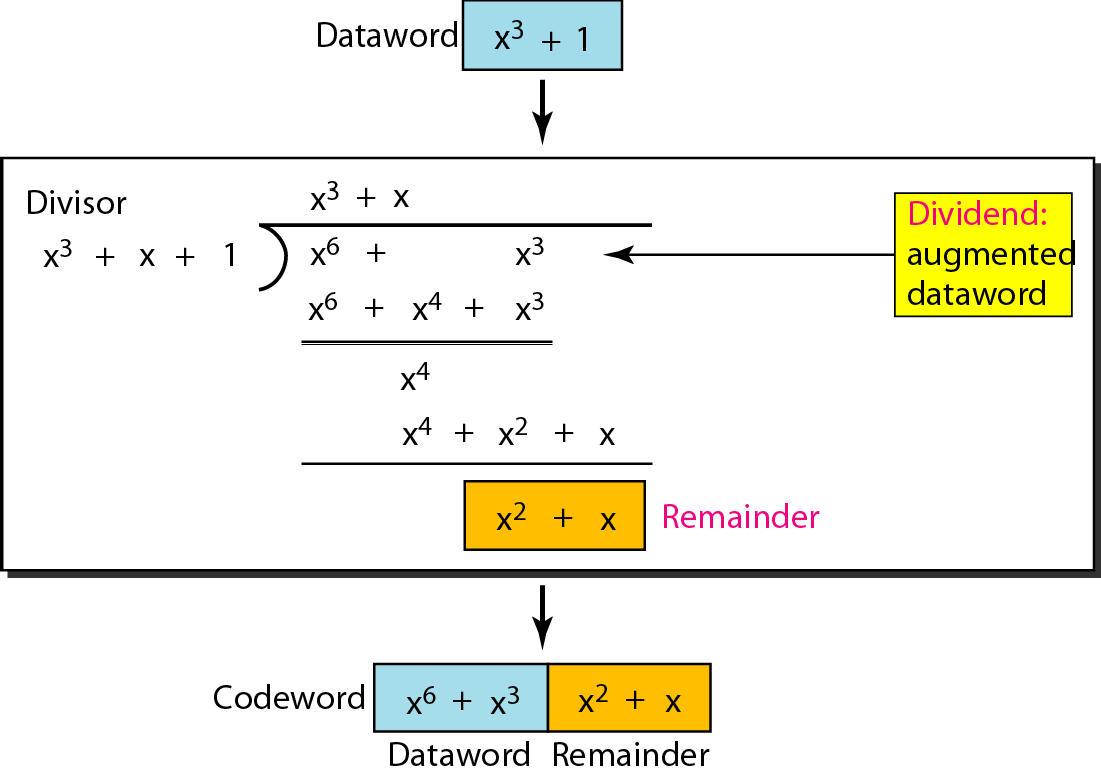 Dataword x³ + 1
Divisor
x³ + x
x³ + x + 1
x⁶ + x³
Dividend:
augmented
dataword
x⁶ + x⁴ + x³
x⁴
x⁴ + x² + x
x² + x Remainder
Codeword x⁶ + x³ x² + x
Dataword Remainder